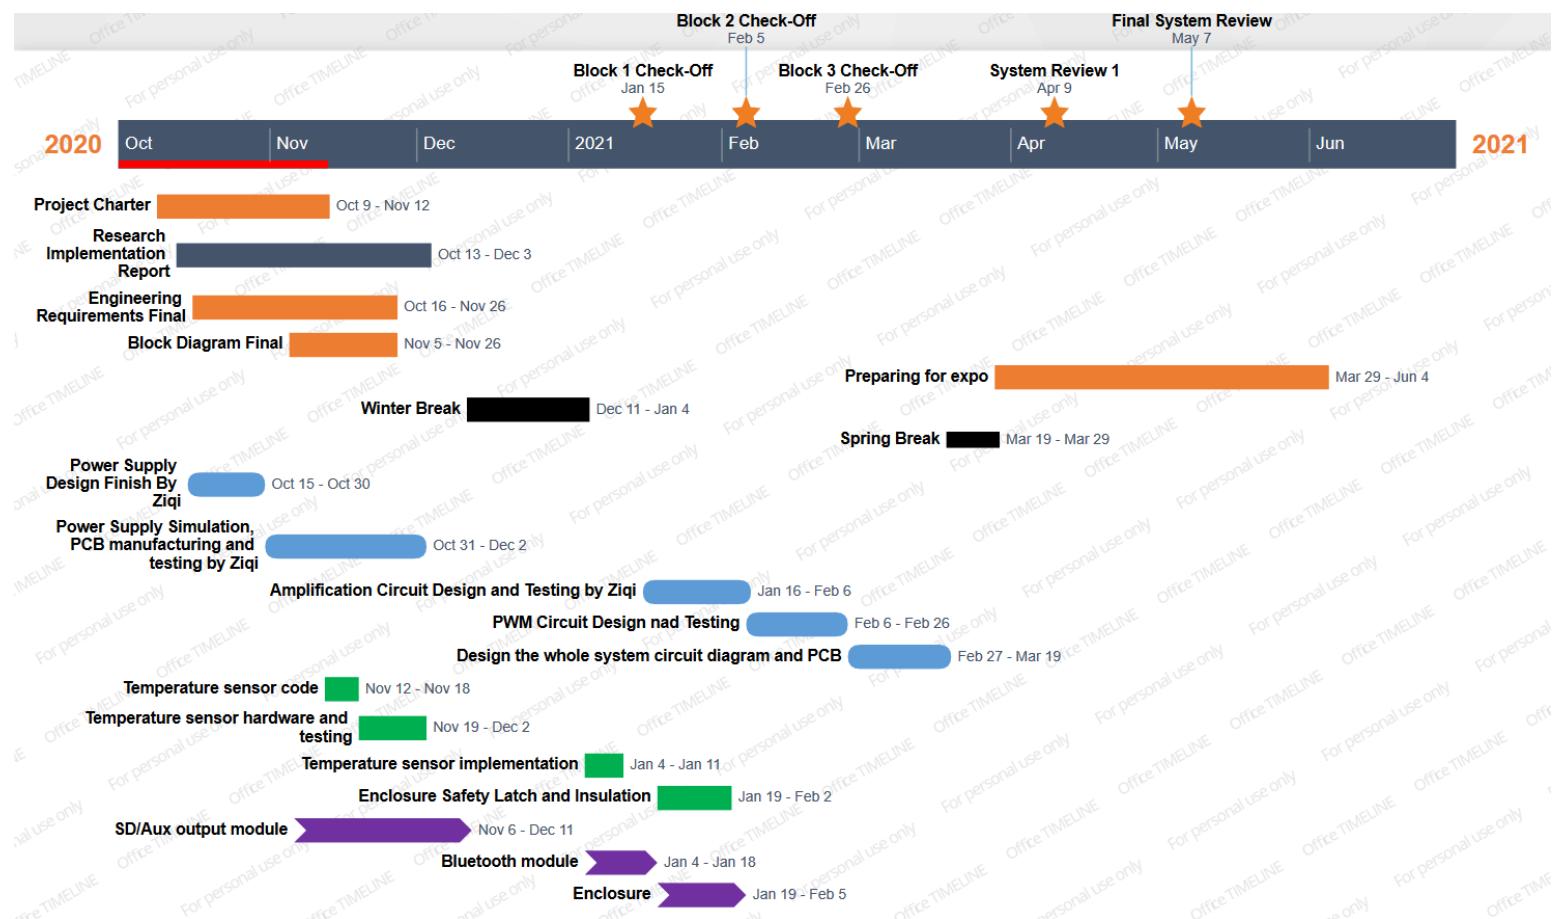 Block 2 Check-Off
Feb 5
Final System Review
May 7
Block 1 Check-Off
Jan 15
Block 3 Check-Off
Feb 26
System Review 1
Apr 9
2020
Oct
Nov
Dec
2021
Feb
Mar
Apr
May
Jun
2021
Project Charter
Oct 9 - Nov 12
Research
Implementation
Report
Oct 13 - Dec 3
Engineering
Requirements Final
Oct 16 - Nov 26
Block Diagram Final
Nov 5 - Nov 26
Preparing for expo
Mar 29 - Jun 4
Winter Break
Dec 11 - Jan 4
Spring Break
Mar 19 - Mar 29
Power Supply
Design Finish By
Ziqi
Oct 15 - Oct 30
Power Supply Simulation,
PCB manufacturing and
testing by Ziqi
Oct 31 - Dec 2
Amplification Circuit Design and Testing by Ziqi
Jan 16 - Feb 6
PWM Circuit Design nad Testing
Feb 6 - Feb 26
Design the whole system circuit diagram and PCB
Feb 27 - Mar 19
Temperature sensor code
Nov 12 - Nov 18
Temperature sensor hardware and
testing
Nov 19 - Dec 2
Temperature sensor implementation
Jan 4 - Jan 11
Enclosure Safety Latch and Insulation
Jan 19 - Feb 2
SD/Aux output module
Nov 6 - Dec 11
Bluetooth module
Jan 4 - Jan 18
Enclosure
Jan 19 - Feb 5
For personal use only
Office TIMELINE